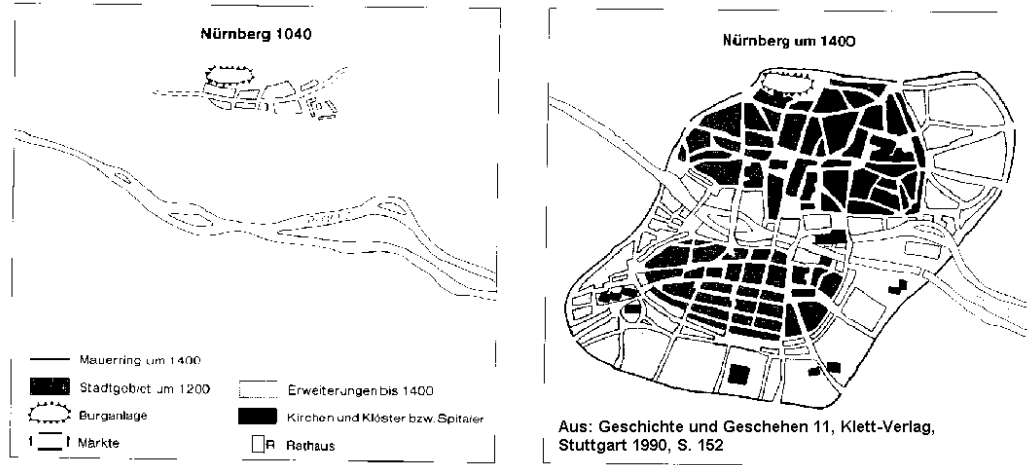 Nürnberg 1040
Mauerring um 1400
Stadtgebiet um 1200
Burganlage
Märkte
Erweiterungen bis 1400
Kirchen und Klöster bzw. Spitäler
R Rathaus
Nürnberg um 1400
Aus: Geschichte und Geschehen 11, Klett-Verlag,
Stuttgart 1990, S. 152